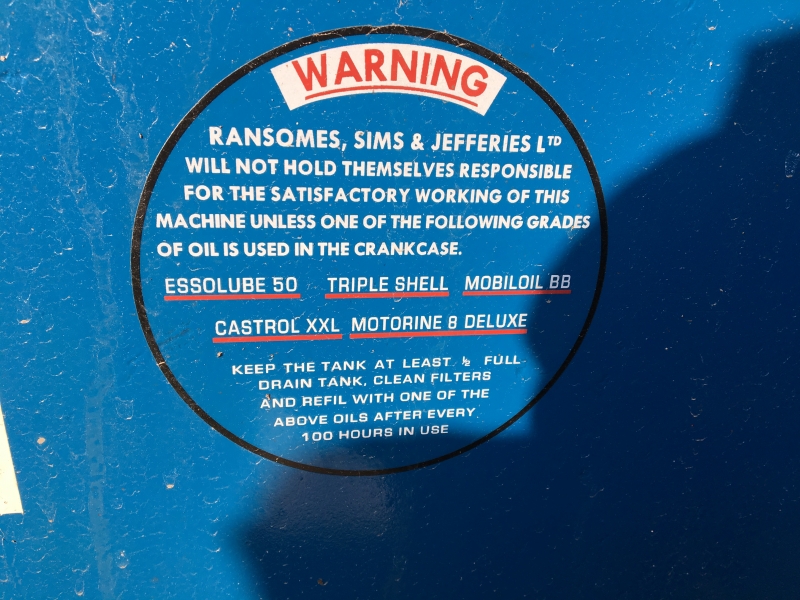 WARNING
RANSOMES, SIMS & JEFFERIES LTD
WILL NOT HOLD THEMSELVES RESPONSIBLE
FOR THE SATISFACTORY WORKING OF THIS
MACHINE UNLESS ONE OF THE FOLLOWING GRADES
OF OIL IS USED IN THE CRANKCASE.
ESSOLUBE 50 TRIPLE SHELL MOBILOIL BB
CASTROL XXL MOTORINE 8 DELUXE
KEEP THE TANK AT LEAST ½ FULL
DRAIN TANK, CLEAN FILTERS
AND REFIL WITH ONE OF THE
ABOVE OILS AFTER EVERY
100 HOURS IN USE